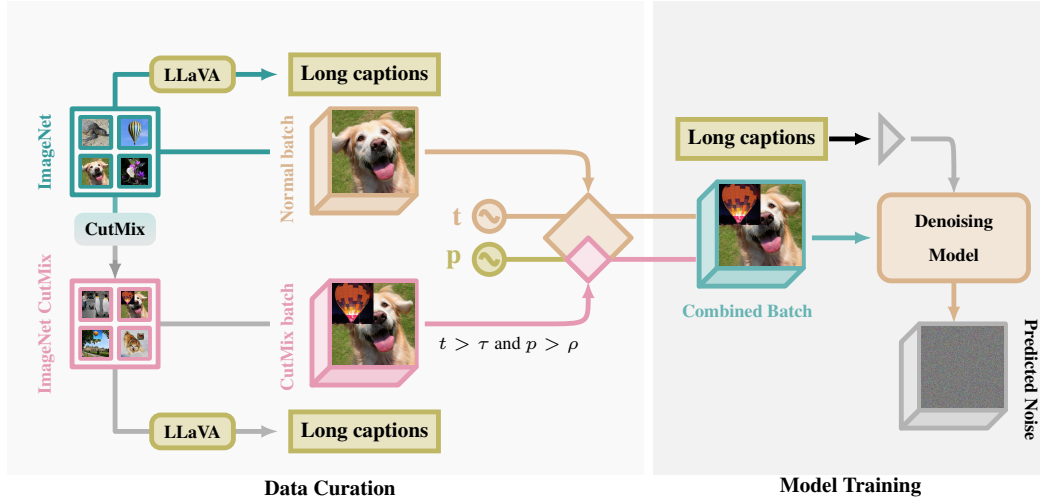 LLaVA
Long captions
ImageNet
Normal batch
CutMix
t
p
ImageNet CutMix
CutMix batch
t > τ and p > ρ
LLaVA
Long captions
Data Curation
Long captions
Denoising
Model
Combined Batch
Predicted Noise
Model Training